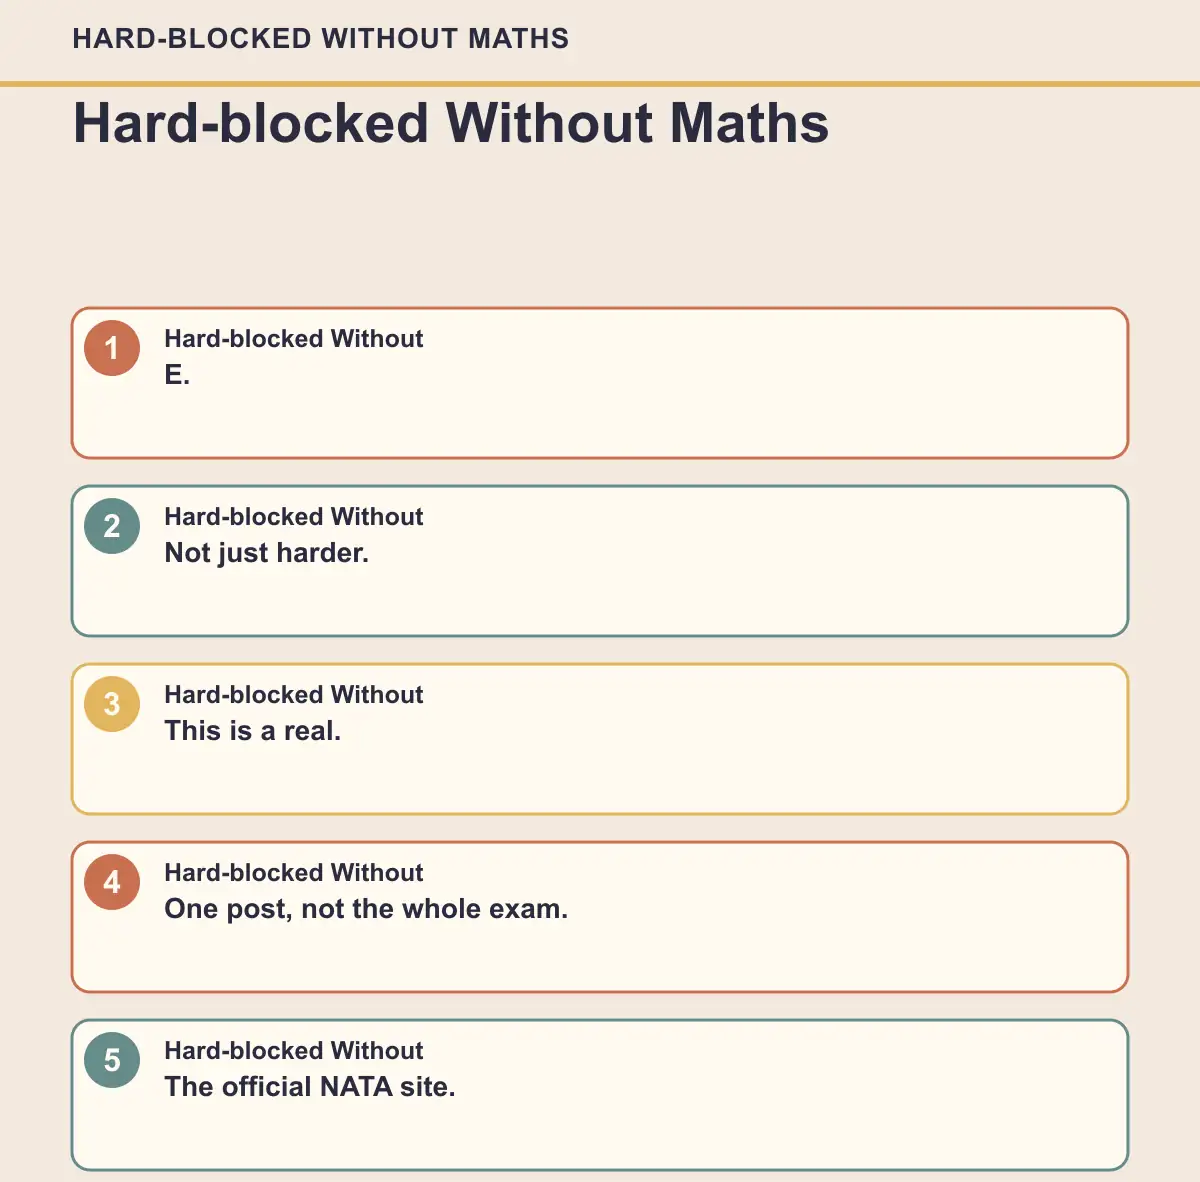 HARD-BLOCKED WITHOUT MATHS
Hard-blocked Without Maths
1
Hard-blocked Without
E.
2
Hard-blocked Without
Not just harder.
3
Hard-blocked Without
This is a real.
4
Hard-blocked Without
One post, not the whole exam.
5
Hard-blocked Without
The official NATA site.